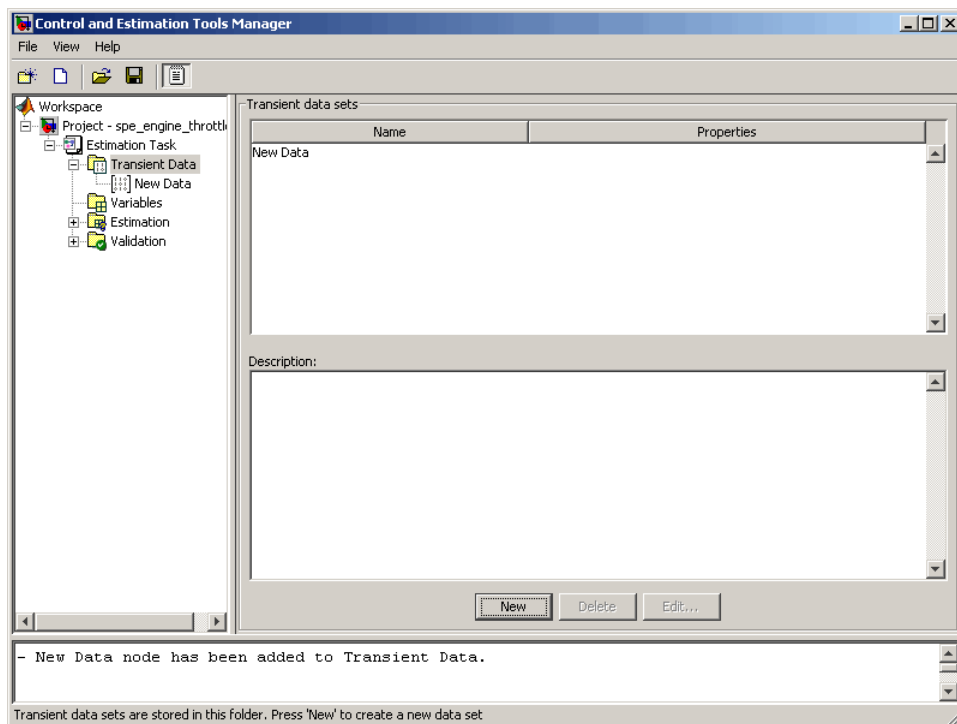 Control and Estimation Tools Manager
File View Help
Workspace
Project - spe_engine_throttl
Estimation Task
Transient Data
New Data
Variables
Estimation
Validation
Transient data sets
Name Properties
New Data
Description:
New Delete Edit...
- New Data node has been added to Transient Data.
Transient data sets are stored in this folder. Press 'New' to create a new data set